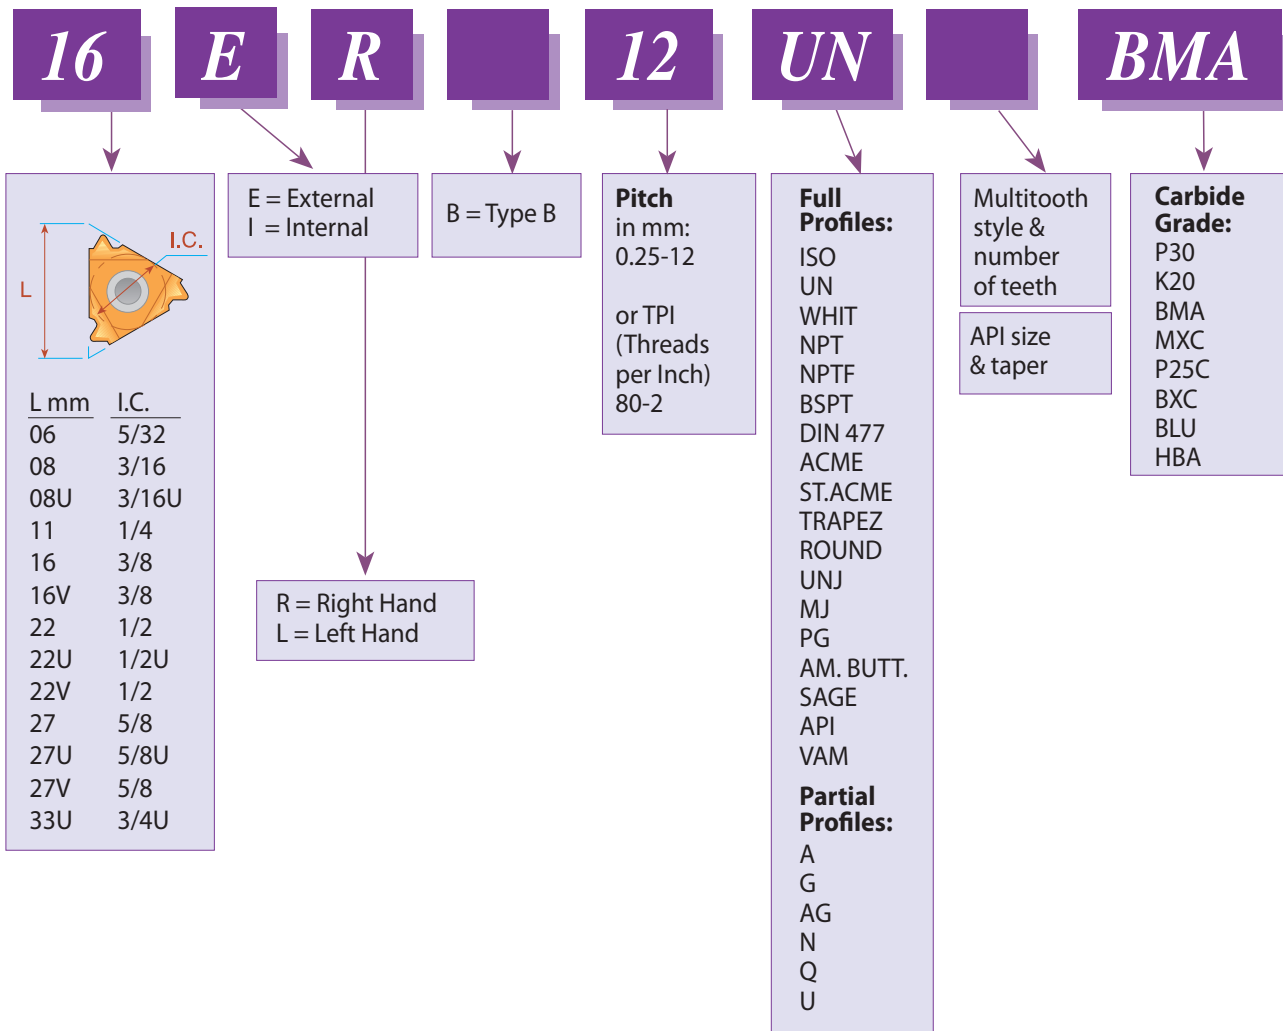 16 E R 12 UN BMA
I.C.
L
L mm I.C.
06 5/32
08 3/16
08U 3/16U
11 1/4
16 3/8
16V 3/8
22 1/2
22U 1/2U
22V 1/2
27 5/8
27U 5/8U
27V 5/8
33U 3/4U
E = External
I = Internal
R = Right Hand
L = Left Hand
B = Type B
Pitch
in mm:
0.25-12
or TPI
(Threads
per Inch)
80-2
Full
Profiles:
ISO
UN
WHIT
NPT
NPTF
BSPT
DIN 477
ACME
ST.ACME
TRAPEZ
ROUND
UNJ
MJ
PG
AM. BUTT.
SAGE
API
VAM
Partial
Profiles:
A
G
AG
N
Q
U
Multitooth
style &
number
of teeth
API size
& taper
Carbide
Grade:
P30
K20
BMA
MXC
P25C
BXC
BLU
HBA